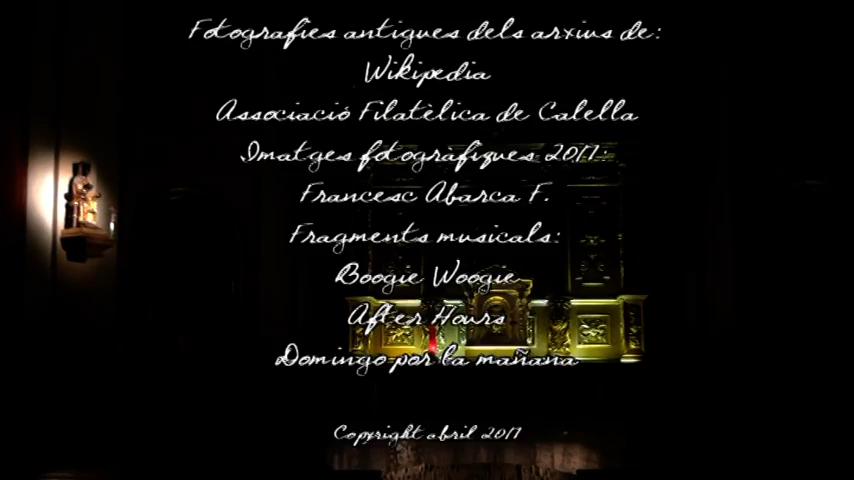 Fotografies antigues dels arxius de:
Wikipedia
Associació Filatèlica de Calella
Imatges fotogràfiques 2017:
Francesc Abarca F.
Fragments musicals:
Boogie Woogie
After Hours
Domingo por la mañana
Copyright abril 2017